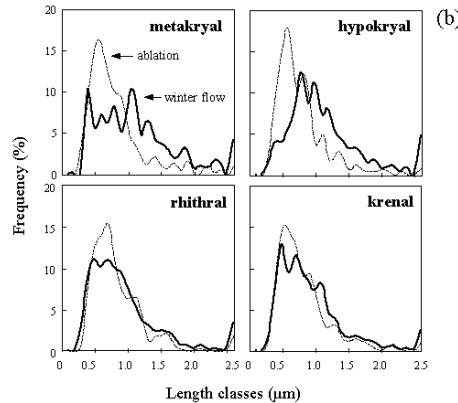 (b)
metakryal
hypokryal
ablation
winter flow
20
15
10
5
0
rhithral
krenal
20
15
10
5
0
0 0.5 1.0 1.5 2.0 2.5
0 0.5 1.0 1.5 2.0 2.5
Frequency (%)
Length classes (μm)